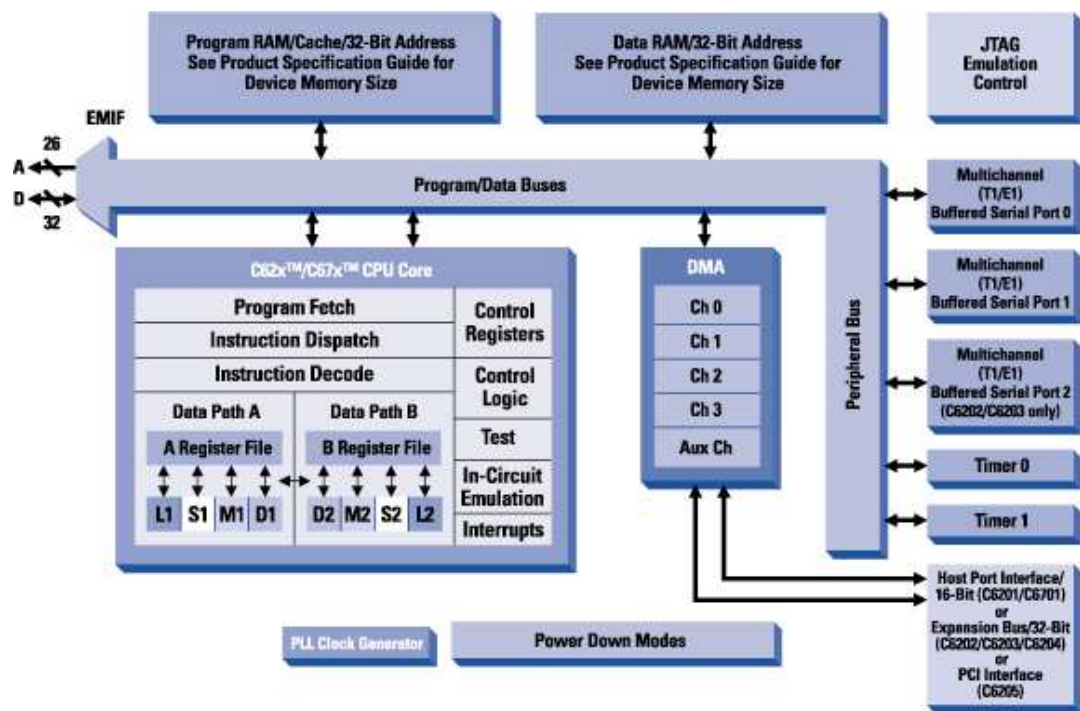 Program RAM/Cache/32-Bit Address
See Product Specification Guide for
Device Memory Size
Data RAM/32-Bit Address
See Product Specification Guide for
Device Memory Size
JTAG
Emulation
Control
EMIF
26
A
D
32
Program/Data Buses
Peripheral Bus
C62x™/C67x™ CPU Core
Program Fetch
Instruction Dispatch
Instruction Decode
Data Path A
Data Path B
A Register File
B Register File
L1 S1 M1 D1
D2 M2 S2 L2
Control
Registers
Control
Logic
Test
In-Circuit
Emulation
Interrupts
DMA
Ch 0
Ch 1
Ch 2
Ch 3
Aux Ch
Multichannel
(T1/E1)
Buffered Serial Port 0
Multichannel
(T1/E1)
Buffered Serial Port 1
Multichannel
(T1/E1)
Buffered Serial Port 2
(C6202/C6203 only)
Timer 0
Timer 1
Host Port Interface/
16-Bit (C6201/C6701)
or
Expansion Bus/32-Bit
(C6202/C6203/C6204)
or
PCI Interface
(C6205)
PLL Clock Generator
Power Down Modes